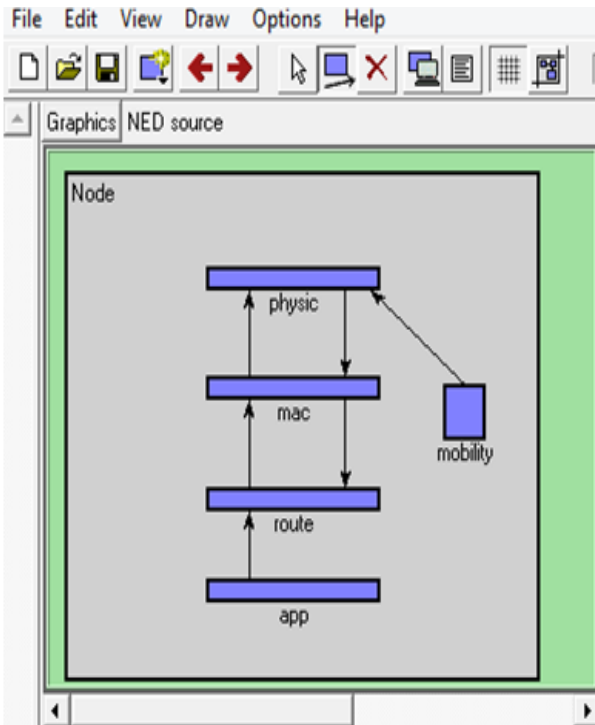 File Edit View Draw Options Help
Graphics NED source
Node
physic
mac
mobility
route
app